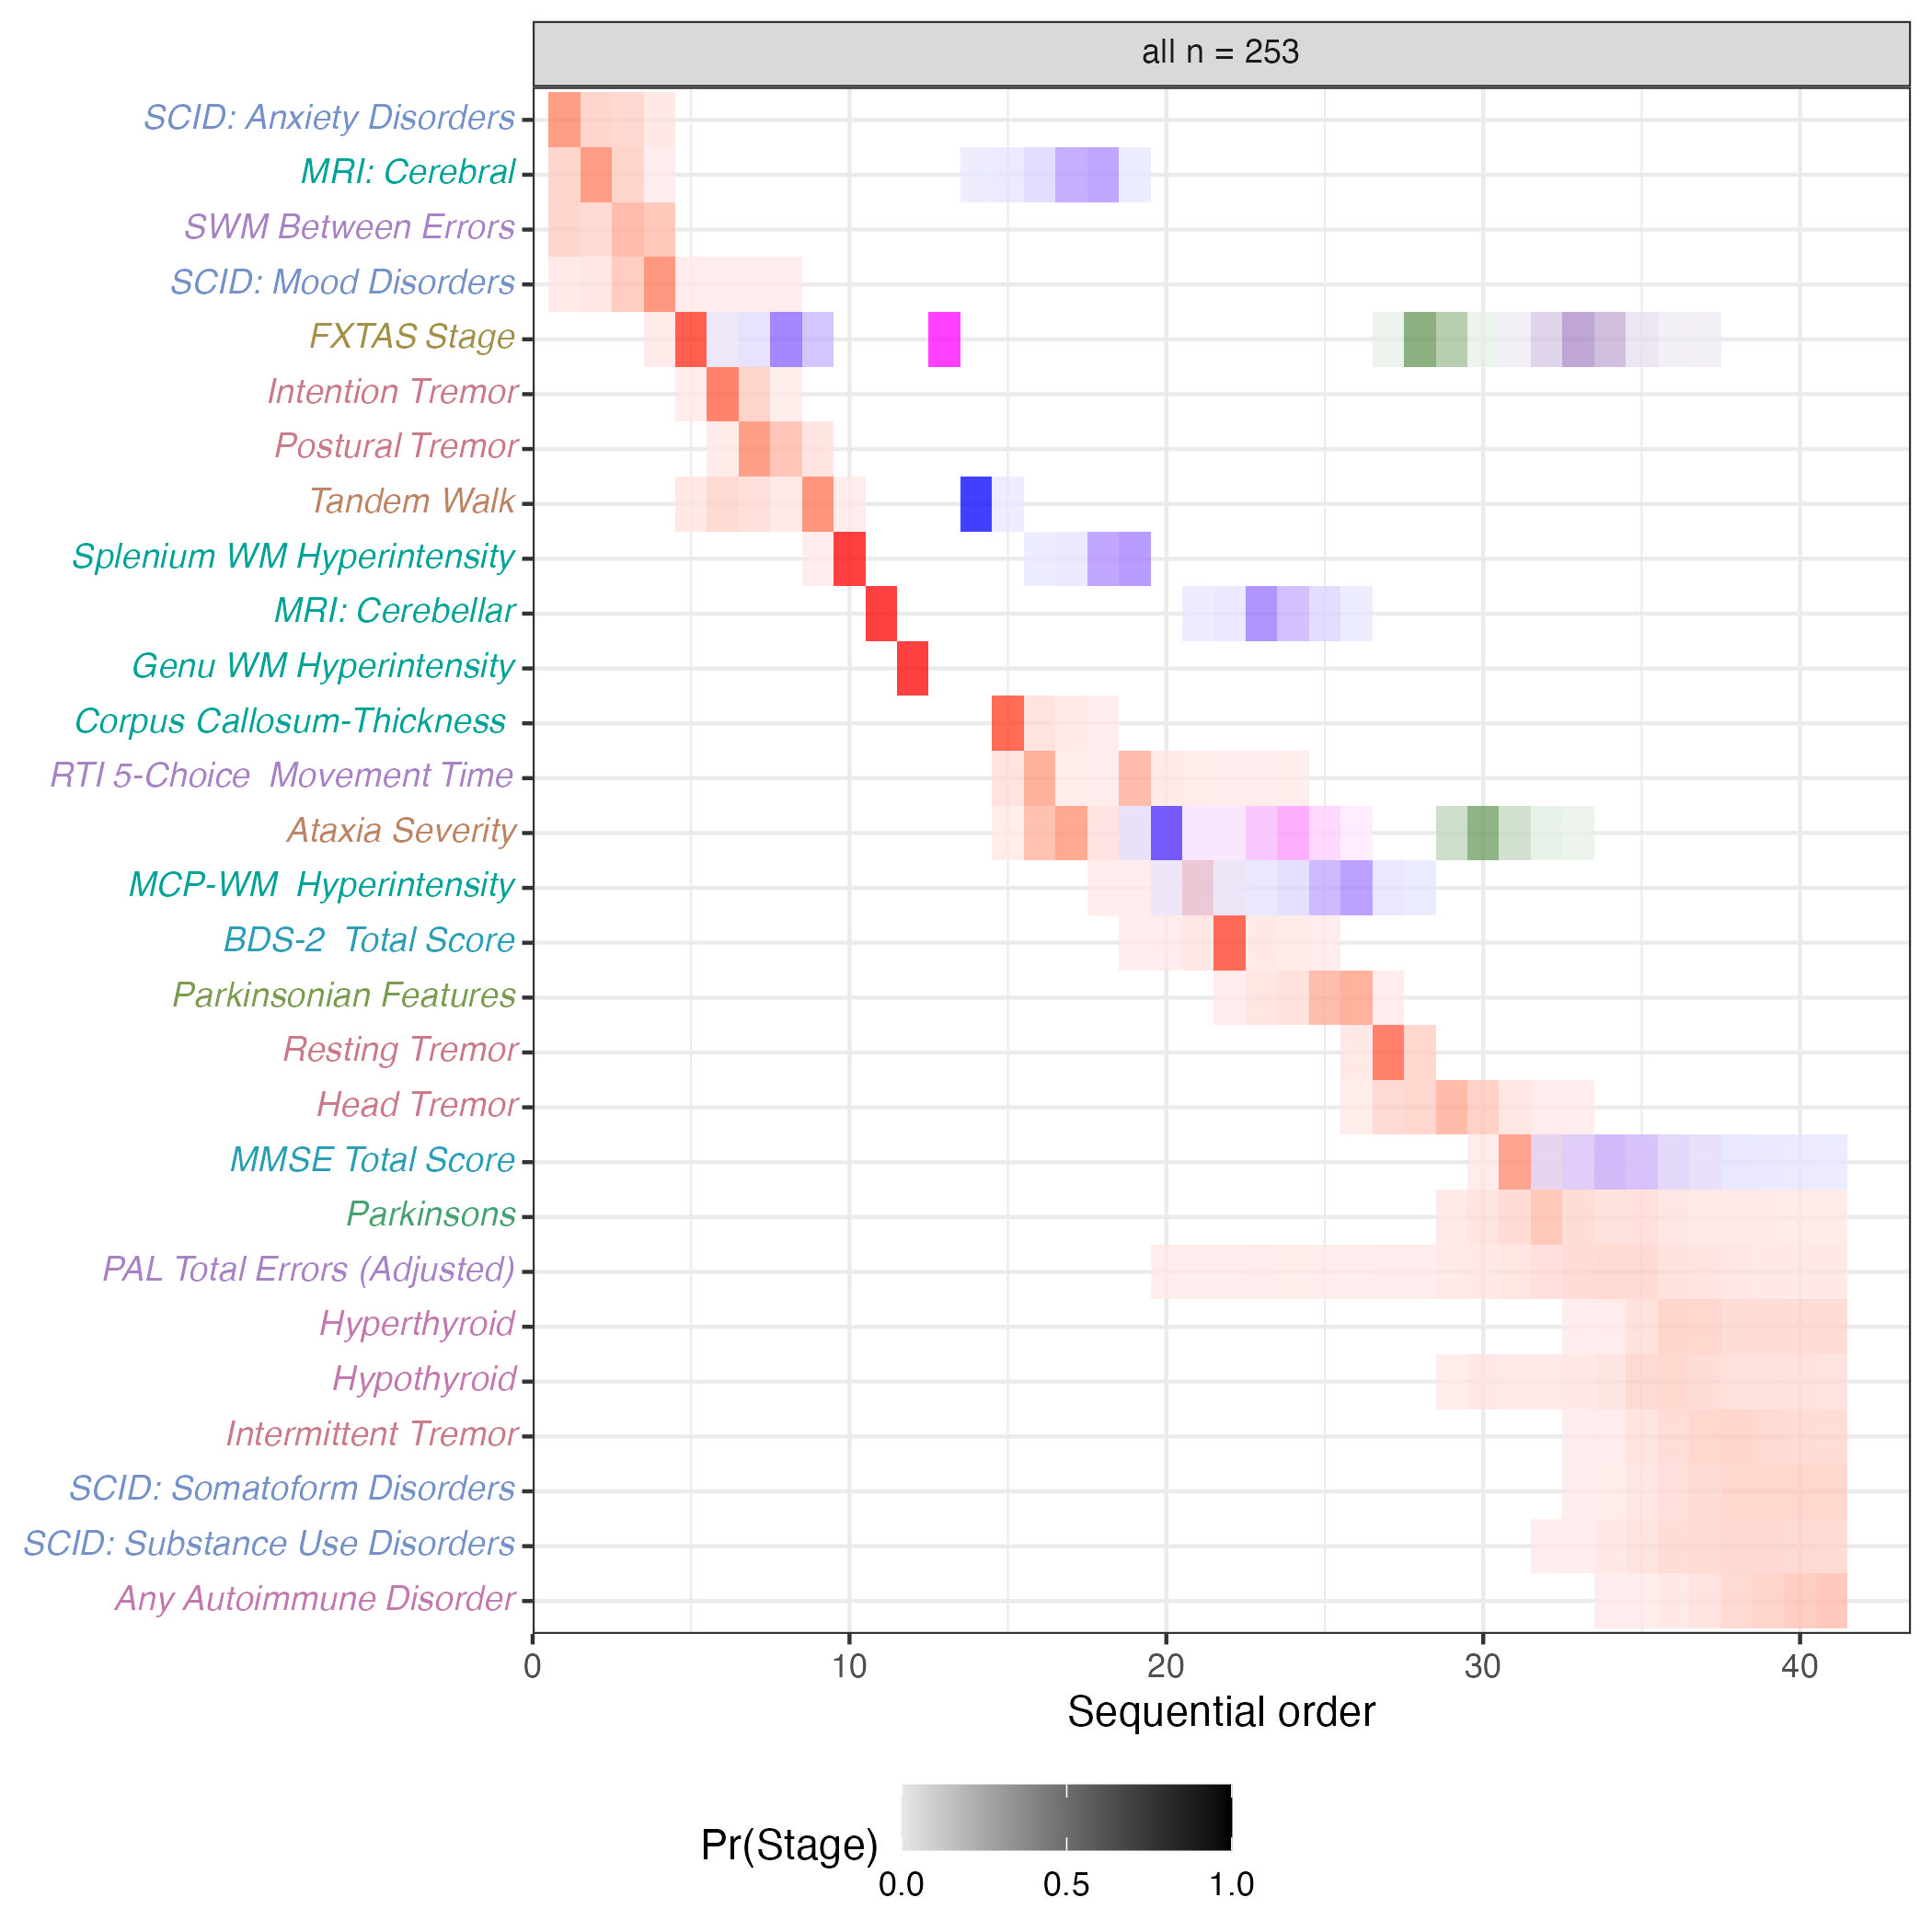 all n = 253
SCID: Anxiety Disorders
MRI: Cerebral
SWM Between Errors
SCID: Mood Disorders
FXTAS Stage
Intention Tremor
Postural Tremor
Tandem Walk
Splenium WM Hyperintensity
MRI: Cerebellar
Genu WM Hyperintensity
Corpus Callosum-Thickness
RTI 5-Choice  Movement Time
Ataxia Severity
MCP-WM  Hyperintensity
BDS-2  Total Score
Parkinsonian Features
Resting Tremor
Head Tremor
MMSE Total Score
Parkinsons
PAL Total Errors (Adjusted)
Hyperthyroid
Hypothyroid
Intermittent Tremor
SCID: Somatoform Disorders
SCID: Substance Use Disorders
Any Autoimmune Disorder
0 10 20 30 40
Sequential order
Pr(Stage)
0.0 0.5 1.0